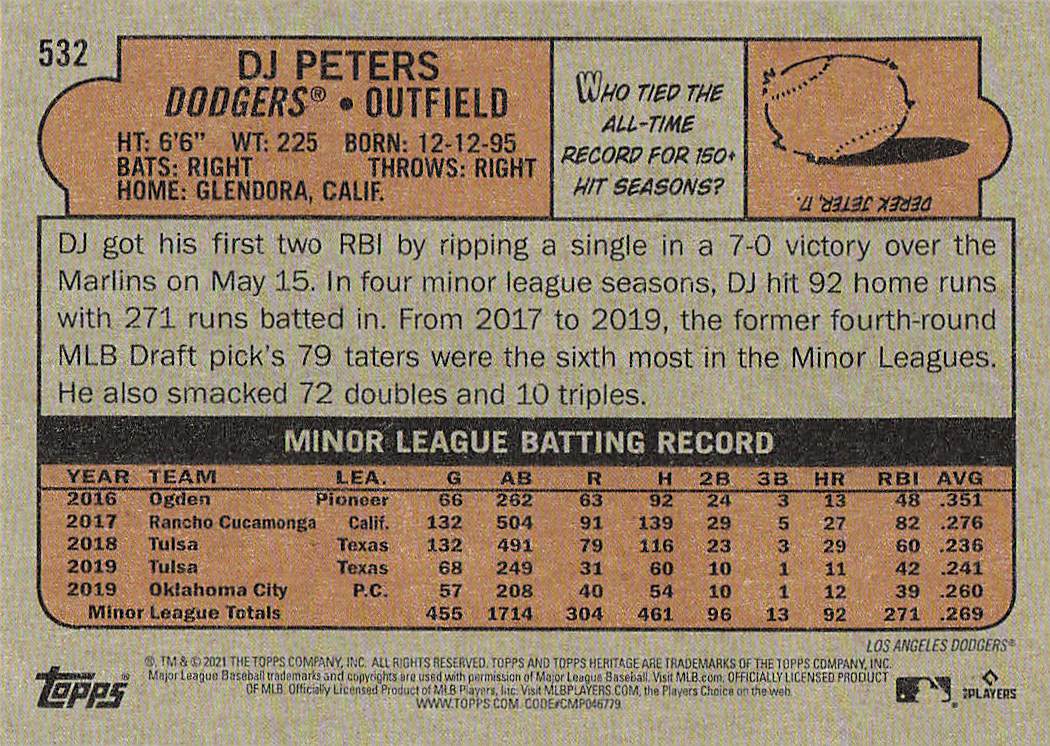 532
DJ PETERS
DODGERS® • OUTFIELD
HT: 6'6" WT: 225 BORN: 12-12-95
BATS: RIGHT THROWS: RIGHT
HOME: GLENDORA, CALIF.
WHO TIED THE
ALL-TIME
RECORD FOR 150+
HIT SEASONS?
DEREK JETER, 17.
DJ got his first two RBI by ripping a single in a 7-0 victory over the
Marlins on May 15. In four minor league seasons, DJ hit 92 home runs
with 271 runs batted in. From 2017 to 2019, the former fourth-round
MLB Draft pick's 79 taters were the sixth most in the Minor Leagues.
He also smacked 72 doubles and 10 triples.
MINOR LEAGUE BATTING RECORD
YEAR TEAM LEA. G AB R H 2B 3B HR RBI AVG
2016 Ogden Pioneer 66 262 63 92 24 3 13 48 .351
2017 Rancho Cucamonga Calif. 132 504 91 139 29 5 27 82 .276
2018 Tulsa Texas 132 491 79 116 23 3 29 60 .236
2019 Tulsa Texas 68 249 31 60 10 1 11 42 .241
2019 Oklahoma City P.C. 57 208 40 54 10 1 12 39 .260
Minor League Totals 455 1714 304 461 96 13 92 271 .269
LOS ANGELES DODGERS®
®, TM & © 2021 THE TOPPS COMPANY, INC. ALL RIGHTS RESERVED. TOPPS AND TOPPS HERITAGE ARE TRADEMARKS OF THE TOPPS COMPANY, INC.
Major League Baseball trademarks and copyrights are used with permission of Major League Baseball. Visit MLB.com. OFFICIALLY LICENSED PRODUCT
OF MLB Officially Licensed Product of MLB Players, Inc. Visit MLBPLAYERS.COM, the Players Choice on the web.
WWW.TOPPS.COM CODE#CMP046779
topps®
PLAYERS